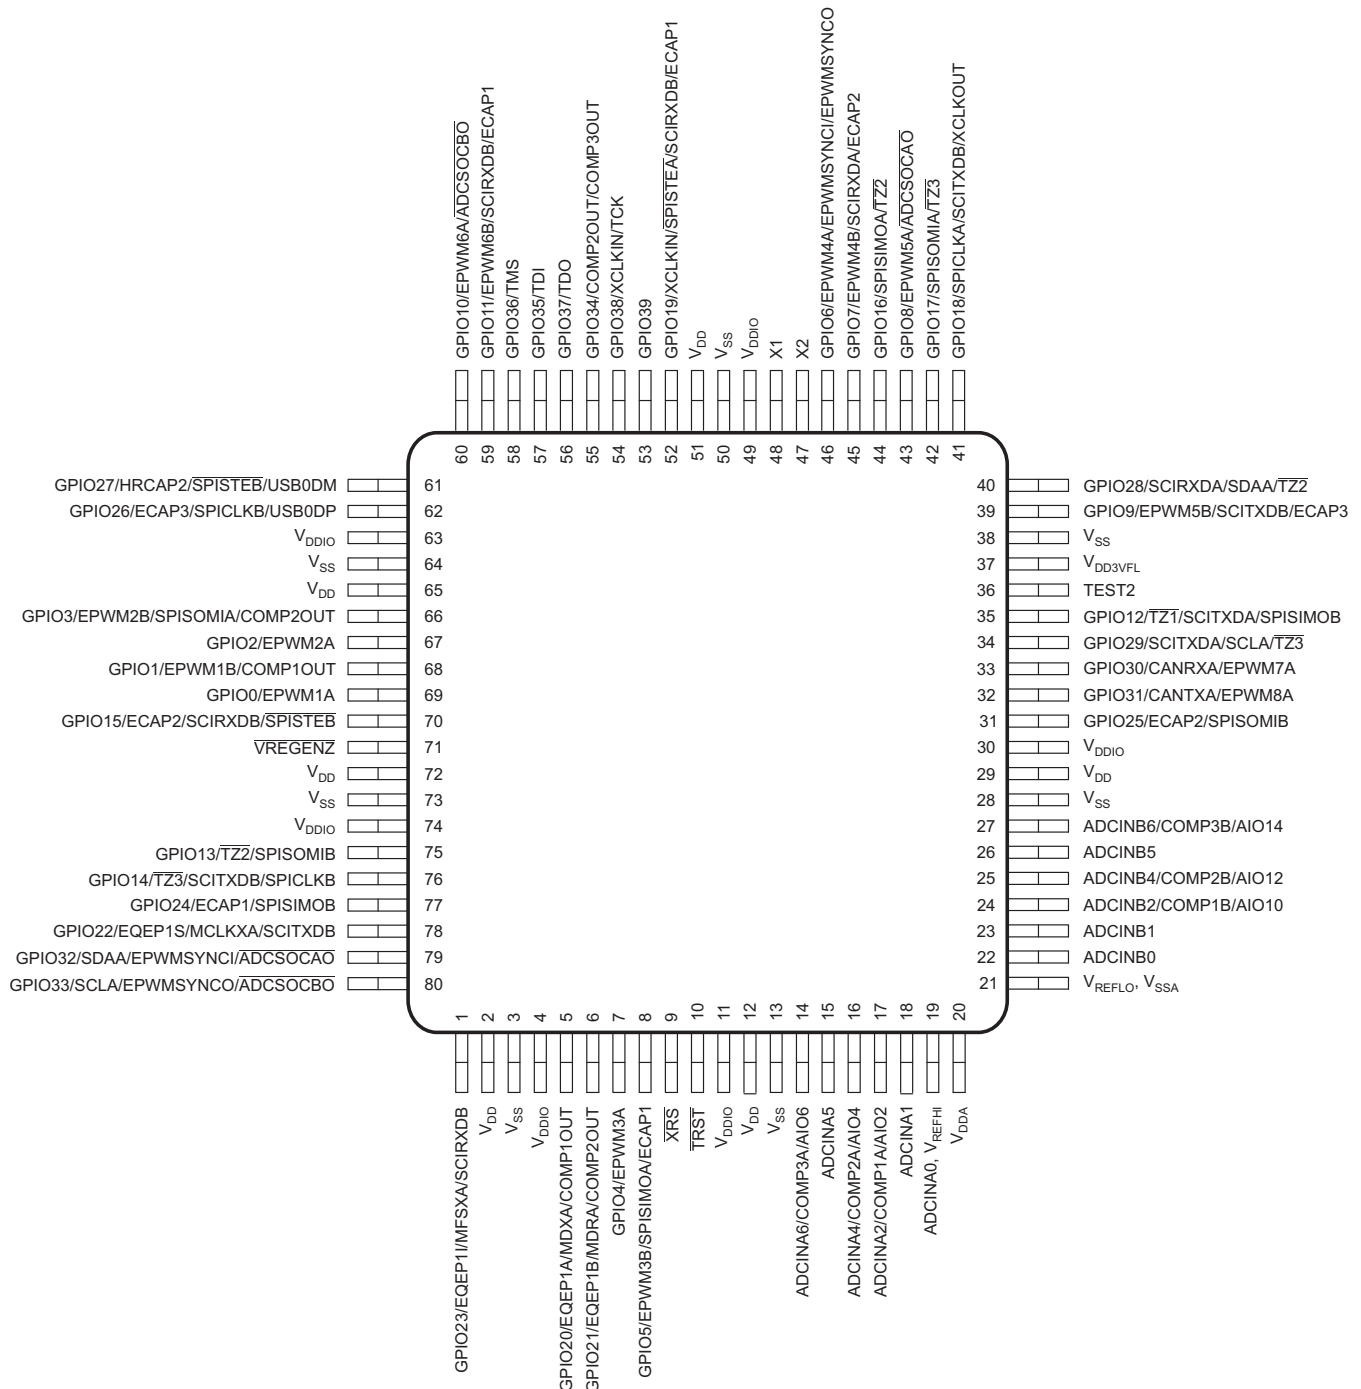 GPIO10/EPWM6A/ADCSOCBO
GPIO11/EPWM6B/SCIRXDB/ECAP1
GPIO36/TMS
GPIO35/TDI
GPIO37/TDO
GPIO34/COMP2OUT/COMP3OUT
GPIO38/XCLKIN/TCK
GPIO39
GPIO19/XCLKIN/SPISTEA/SCIRXDB/ECAP1
VDD
VSS
VDDIO
X1
X2
GPIO6/EPWM4A/EPWMSYNCI/EPWMSYNCO
GPIO7/EPWM4B/SCIRXDA/ECAP2
GPIO16/SPISIMOA/TZ2
GPIO8/EPWM5A/ADCSOCAO
GPIO17/SPISOMIA/TZ3
GPIO18/SPICLKA/SCITXDB/XCLKOUT
60
59
58
57
56
55
54
53
52
51
50
49
48
47
46
45
44
43
42
41
GPIO27/HRCAP2/SPISTEB/USB0DM 61
GPIO26/ECAP3/SPICLKB/USB0DP 62
VDDIO 63
VSS 64
VDD 65
GPIO3/EPWM2B/SPISOMIA/COMP2OUT 66
GPIO2/EPWM2A 67
GPIO1/EPWM1B/COMP1OUT 68
GPIO0/EPWM1A 69
GPIO15/ECAP2/SCIRXDB/SPISTEB 70
VREGENZ 71
VDD 72
VSS 73
VDDIO 74
GPIO13/TZ2/SPISOMIB 75
GPIO14/TZ3/SCITXDB/SPICLKB 76
GPIO24/ECAP1/SPISIMOB 77
GPIO22/EQEP1S/MCLKXA/SCITXDB 78
GPIO32/SDAA/EPWMSYNCI/ADCSOCAO 79
GPIO33/SCLA/EPWMSYNCO/ADCSOCBO 80
40 GPIO28/SCIRXDA/SDAA/TZ2
39 GPIO9/EPWM5B/SCITXDB/ECAP3
38 VSS
37 VDD3VFL
36 TEST2
35 GPIO12/TZ1/SCITXDA/SPISIMOB
34 GPIO29/SCITXDA/SCLA/TZ3
33 GPIO30/CANRXA/EPWM7A
32 GPIO31/CANTXA/EPWM8A
31 GPIO25/ECAP2/SPISOMIB
30 VDDIO
29 VDD
28 VSS
27 ADCINB6/COMP3B/AIO14
26 ADCINB5
25 ADCINB4/COMP2B/AIO12
24 ADCINB2/COMP1B/AIO10
23 ADCINB1
22 ADCINB0
21 VREFLO, VSSA
1
2
3
4
5
6
7
8
9
10
11
12
13
14
15
16
17
18
19
20
GPIO23/EQEP1I/MFSXA/SCIRXDB
VDD
VSS
VDDIO
GPIO20/EQEP1A/MDXA/COMP1OUT
GPIO21/EQEP1B/MDRA/COMP2OUT
GPIO4/EPWM3A
GPIO5/EPWM3B/SPISIMOA/ECAP1
XRS
TRST
VDDIO
VDD
VSS
ADCINA6/COMP3A/AIO6
ADCINA5
ADCINA4/COMP2A/AIO4
ADCINA2/COMP1A/AIO2
ADCINA1
ADCINA0, VREFHI
VDDA